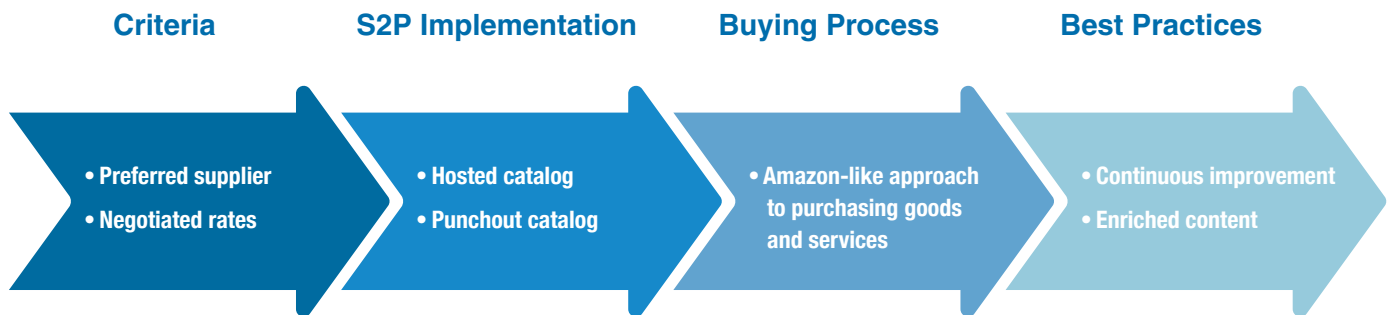 Criteria
S2P Implementation
Buying Process
Best Practices
• Preferred supplier
• Negotiated rates
• Hosted catalog
• Punchout catalog
• Amazon-like approach
to purchasing goods
and services
• Continuous improvement
• Enriched content